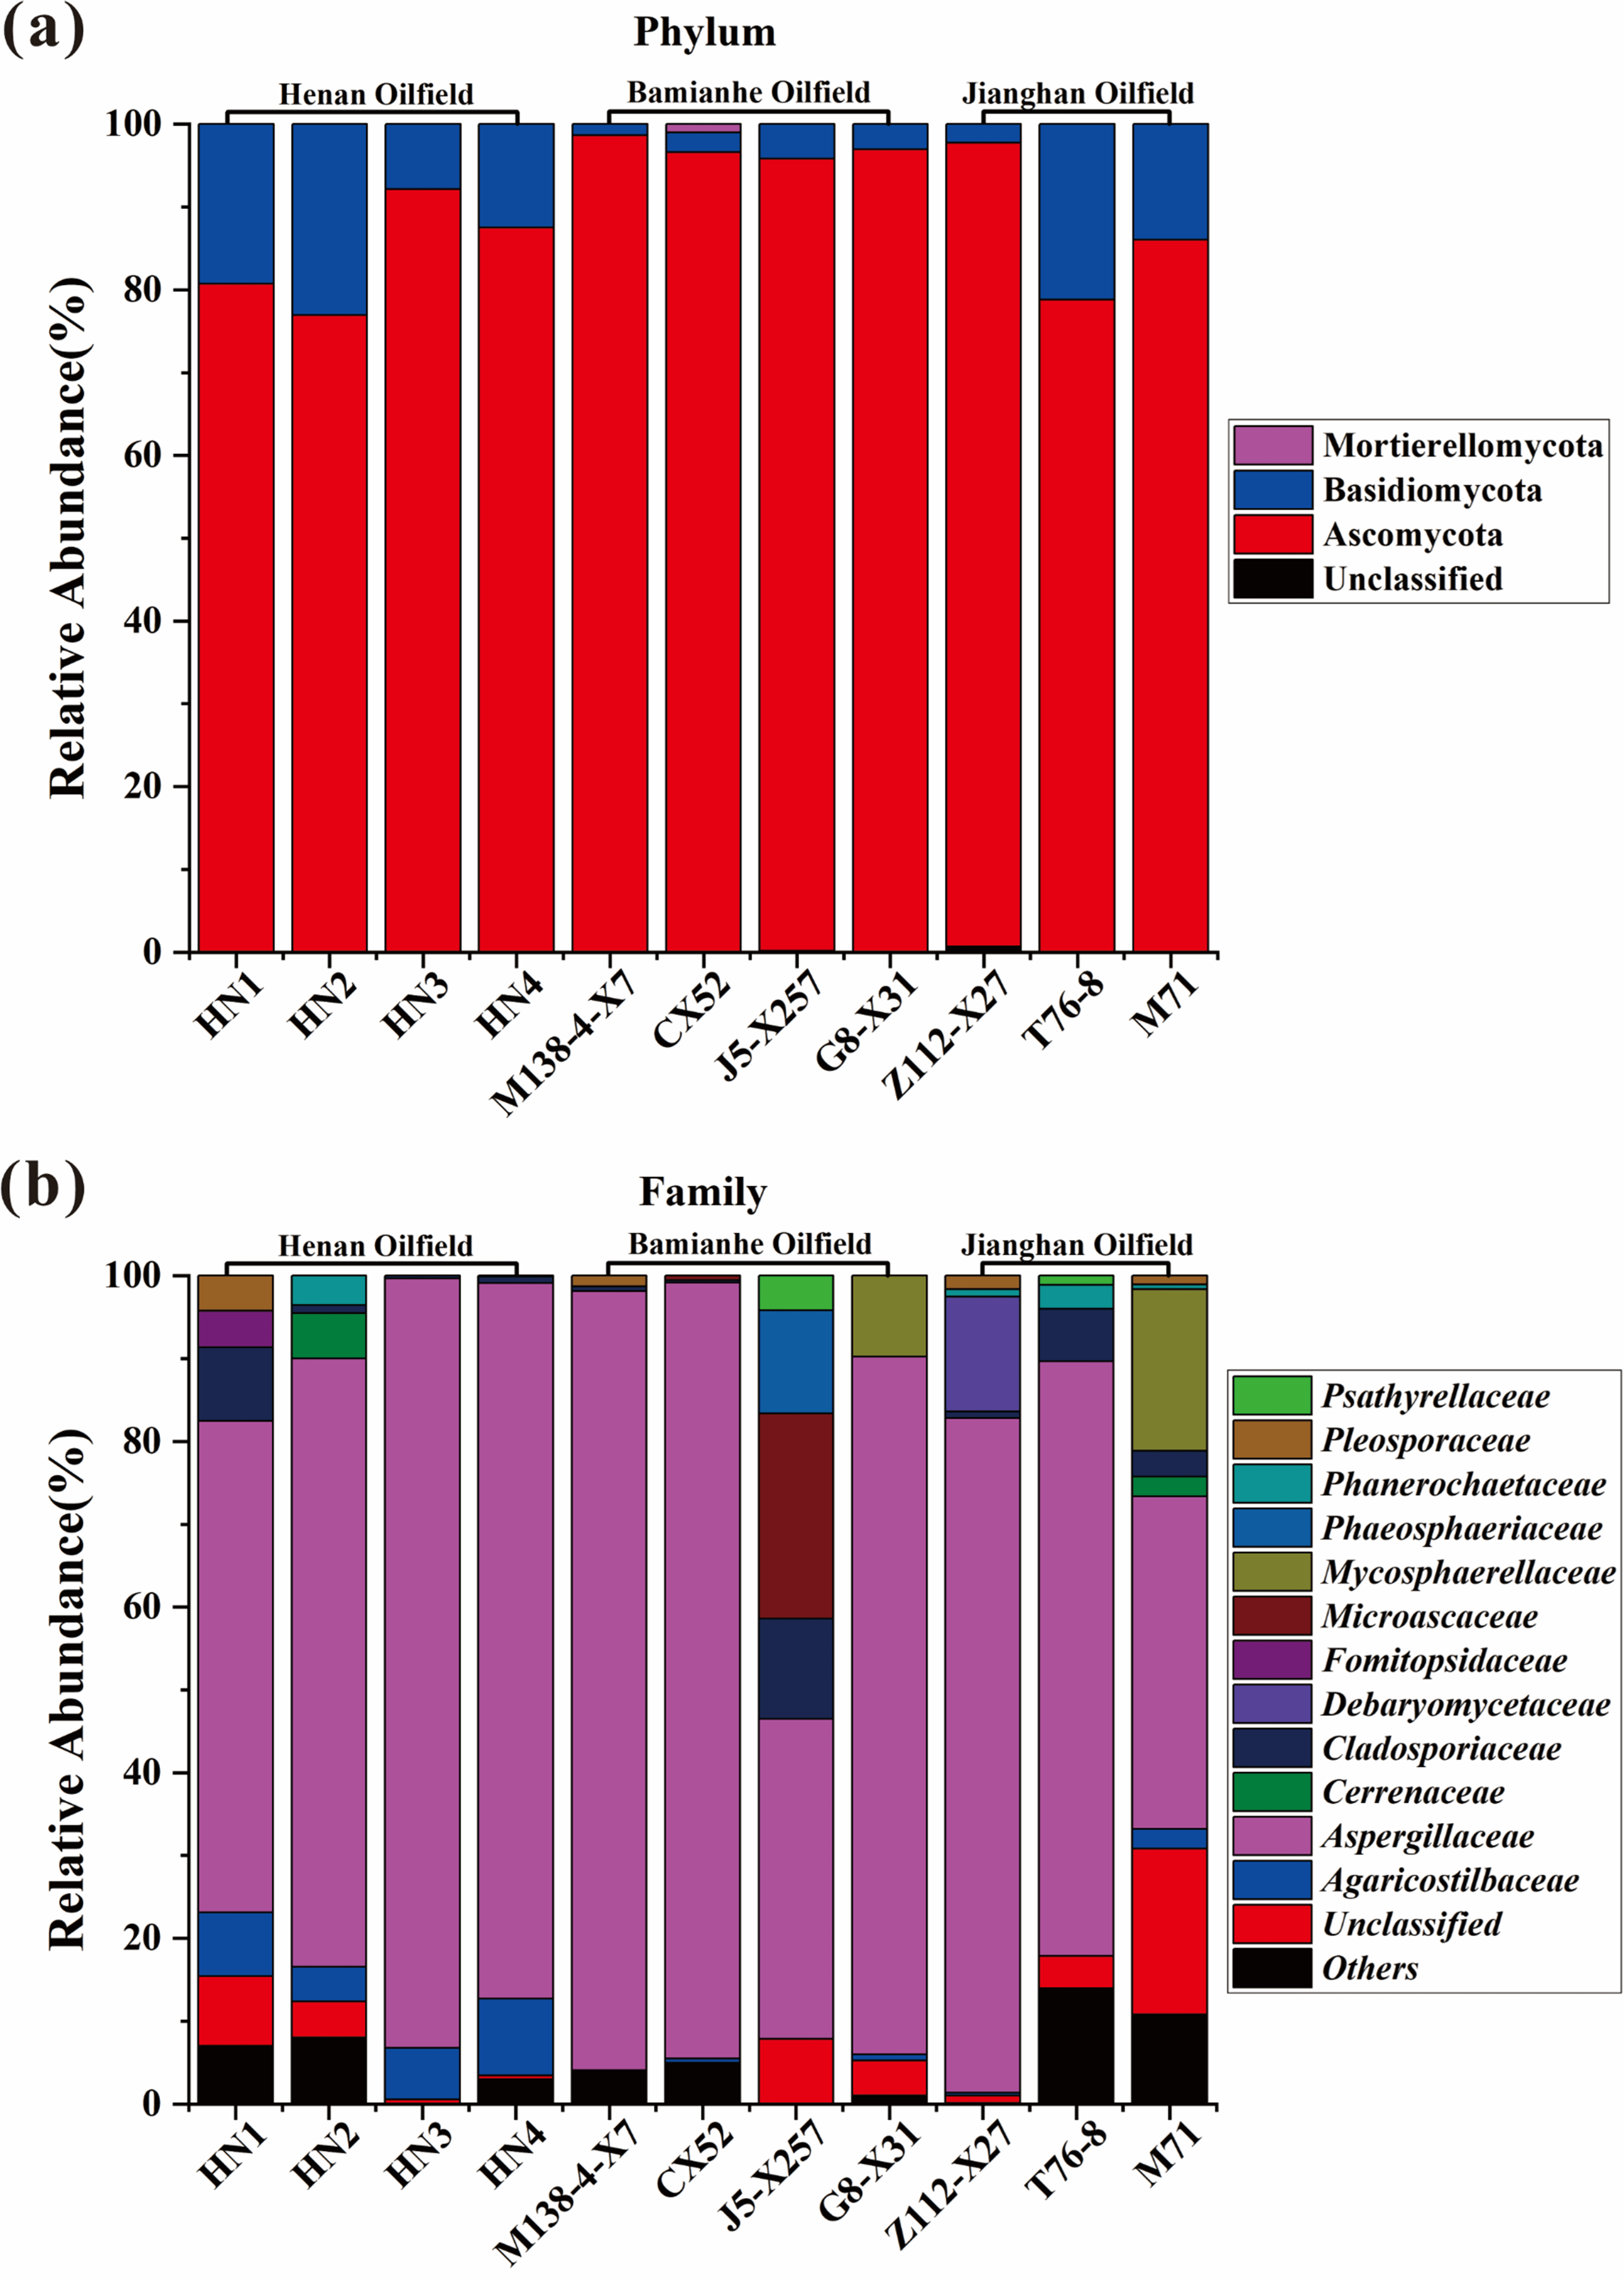 (a)
Phylum
Henan Oilfield
Bamianhe Oilfield
Jianghan Oilfield
Relative Abundance(%)
100
80
60
40
20
0
HN1
HN2
HN3
HN4
M138-4-X7
CX52
J5-X257
G8-X31
Z112-X27
T76-8
M71
Mortierellomycota
Basidiomycota
Ascomycota
Unclassified
(b)
Family
Henan Oilfield
Bamianhe Oilfield
Jianghan Oilfield
Relative Abundance(%)
100
80
60
40
20
0
HN1
HN2
HN3
HN4
M138-4-X7
CX52
J5-X257
G8-X31
Z112-X27
T76-8
M71
Psathyrellaceae
Pleosporaceae
Phanerochaetaceae
Phaeosphaeriaceae
Mycosphaerellaceae
Microascaceae
Fomitopsidaceae
Debaryomycetaceae
Cladosporiaceae
Cerrenaceae
Aspergillaceae
Agaricostilbaceae
Unclassified
Others